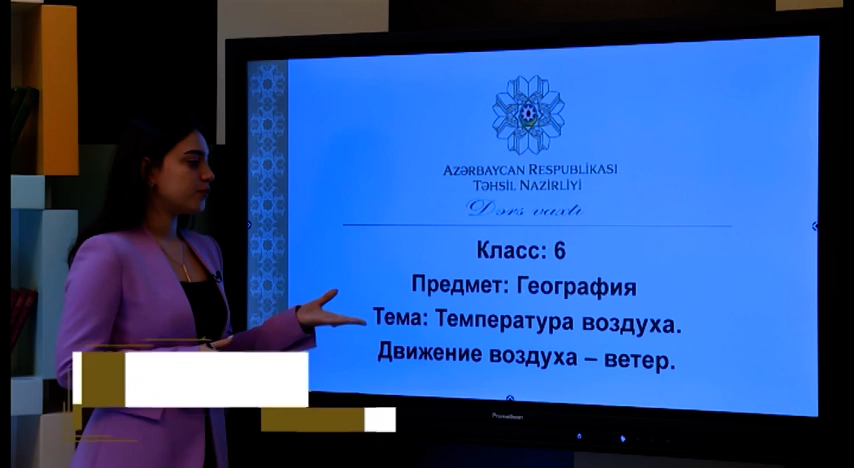 AZƏRBAYCAN RESPUBLİKASI
TƏHSİL NAZİRLİYİ
Dərs vaxtı
Класс: 6
Предмет: География
Тема: Температура воздуха.
Движение воздуха – ветер.
Promethean